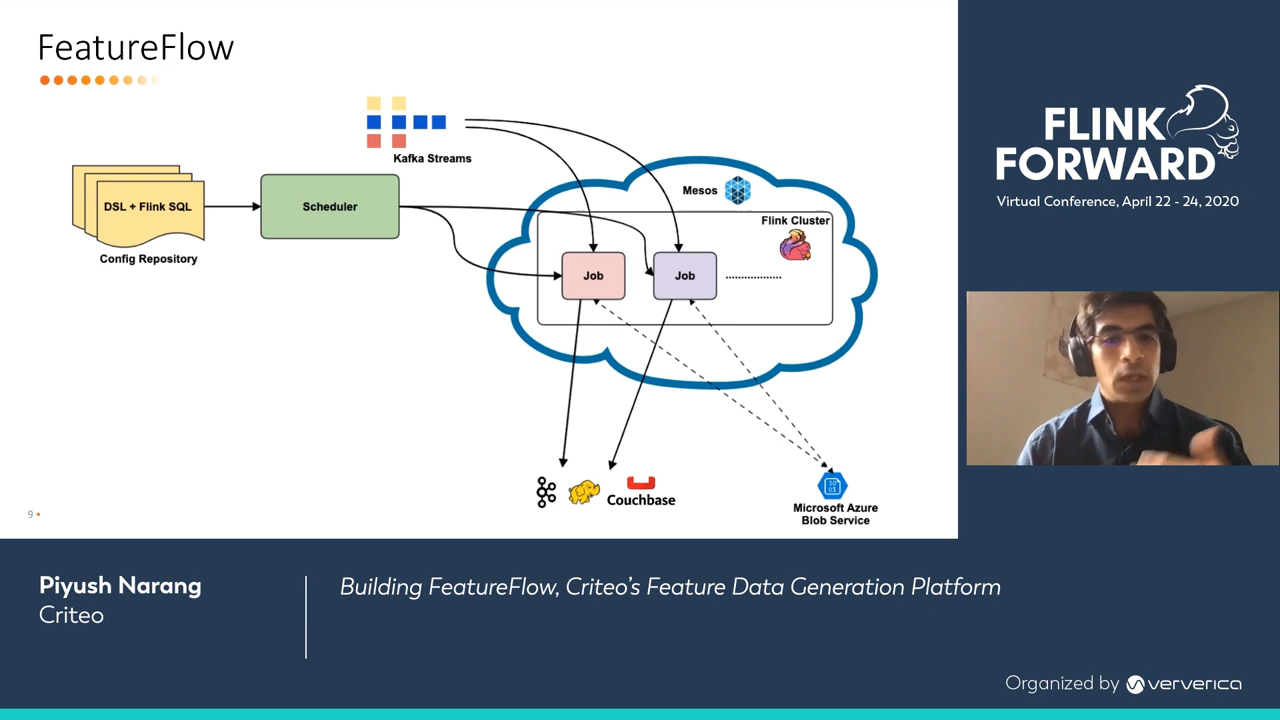 FeatureFlow
Kafka Streams
DSL + Flink SQL
Config Repository
Scheduler
Mesos
Flink Cluster
Job
Job
Couchbase
10
01
Microsoft Azure
Blob Service
9
FLINK
FORWARD
Virtual Conference, April 22 - 24, 2020
Piyush Narang
Criteo
Building FeatureFlow, Criteo's Feature Data Generation Platform
Organized by ververica